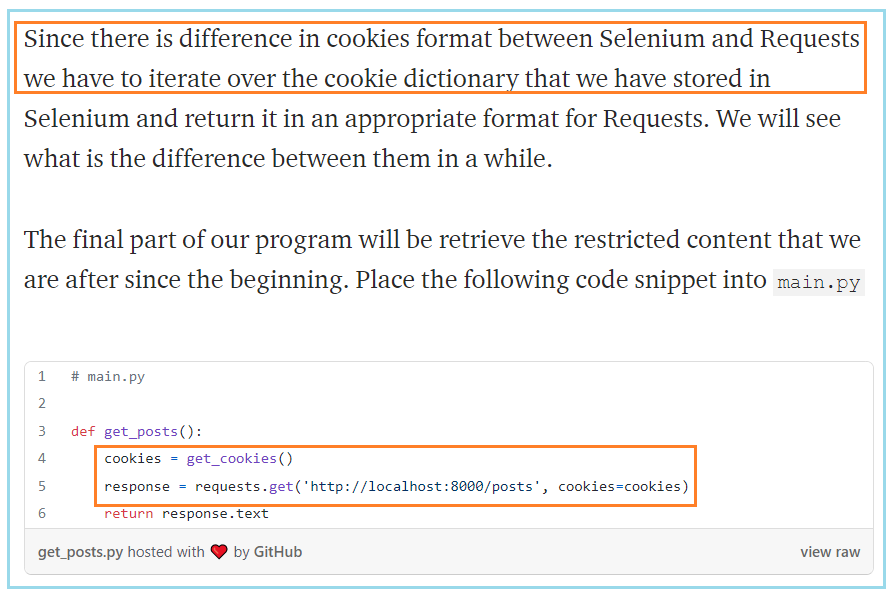 Since there is difference in cookies format between Selenium and Requests
we have to iterate over the cookie dictionary that we have stored in
Selenium and return it in an appropriate format for Requests. We will see
what is the difference between them in a while.
The final part of our program will be retrieve the restricted content that we
are after since the beginning. Place the following code snippet into main.py
1 # main.py
2
3 def get_posts():
4 cookies = get_cookies()
5 response = requests.get('http://localhost:8000/posts', cookies=cookies)
6 return response.text
get_posts.py hosted with ❤ by GitHub view raw